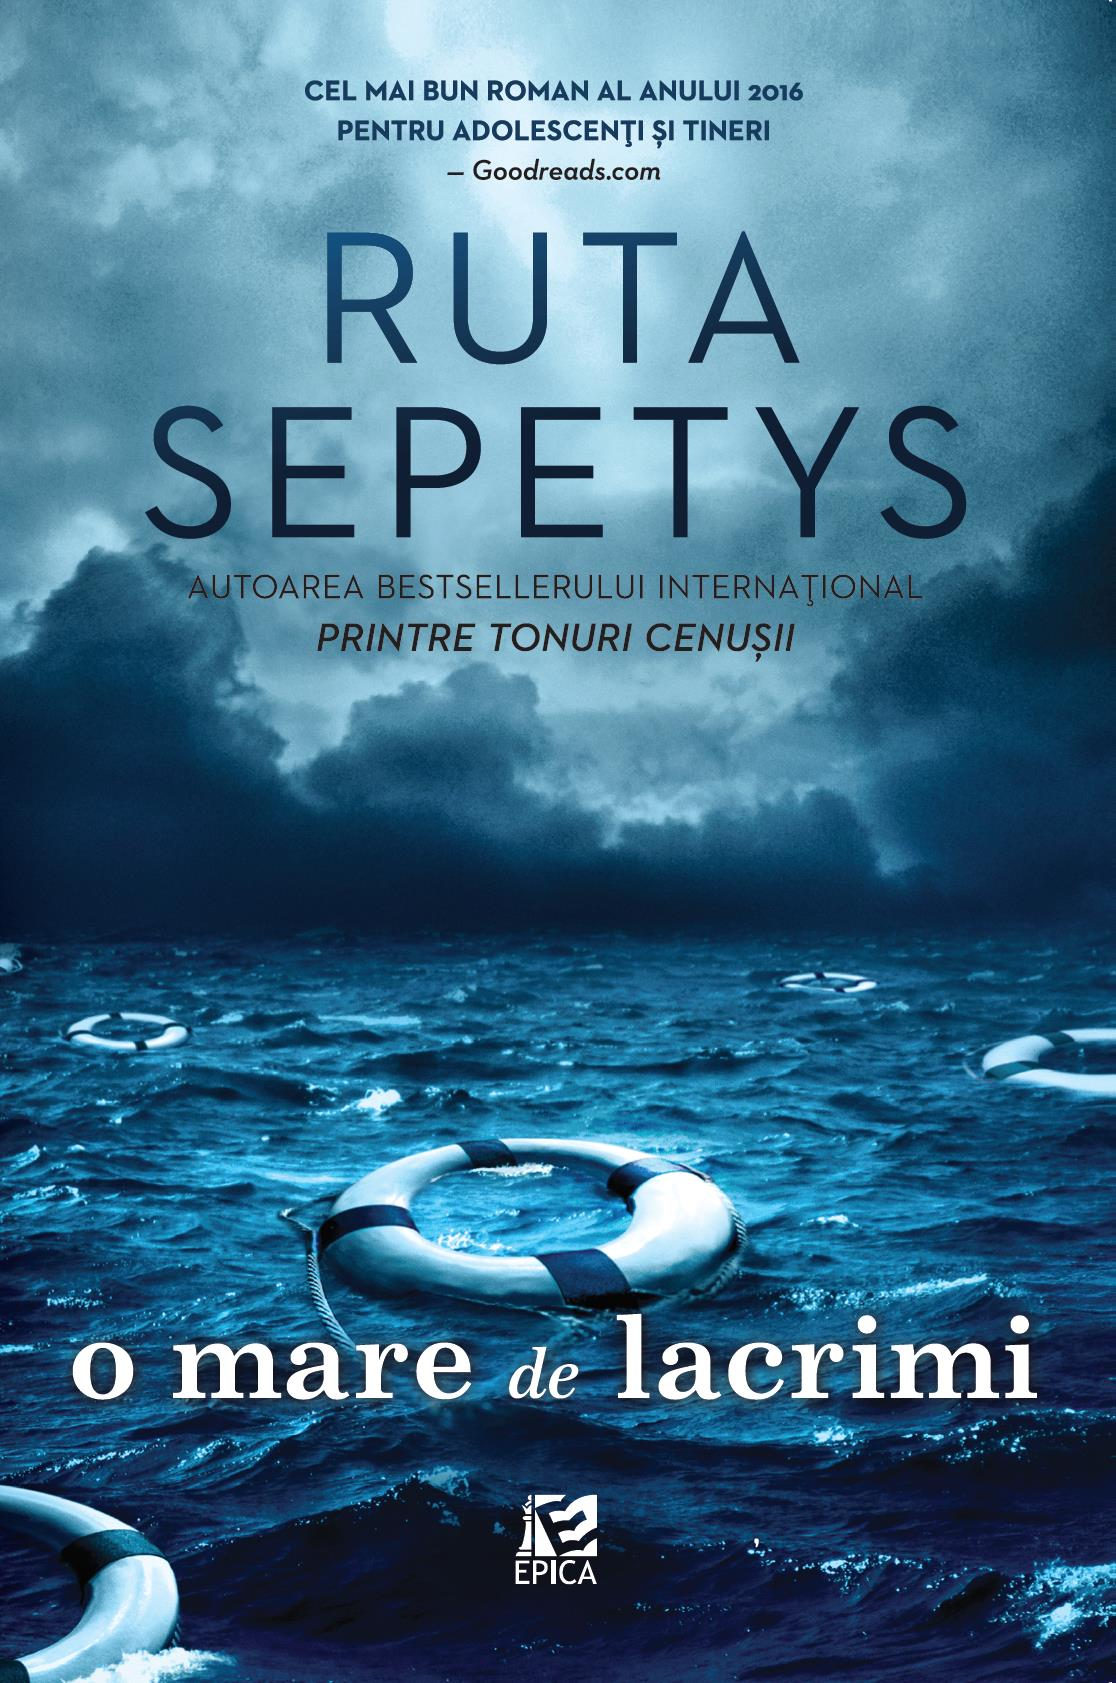 CEL MAI BUN ROMAN AL ANULUI 2016
PENTRU ADOLESCENŢI ȘI TINERI
– Goodreads.com
RUTA
SEPETYS
AUTOAREA BESTSELLERULUI INTERNAŢIONAL
PRINTRE TONURI CENUȘII
o mare de lacrimi
EPICA